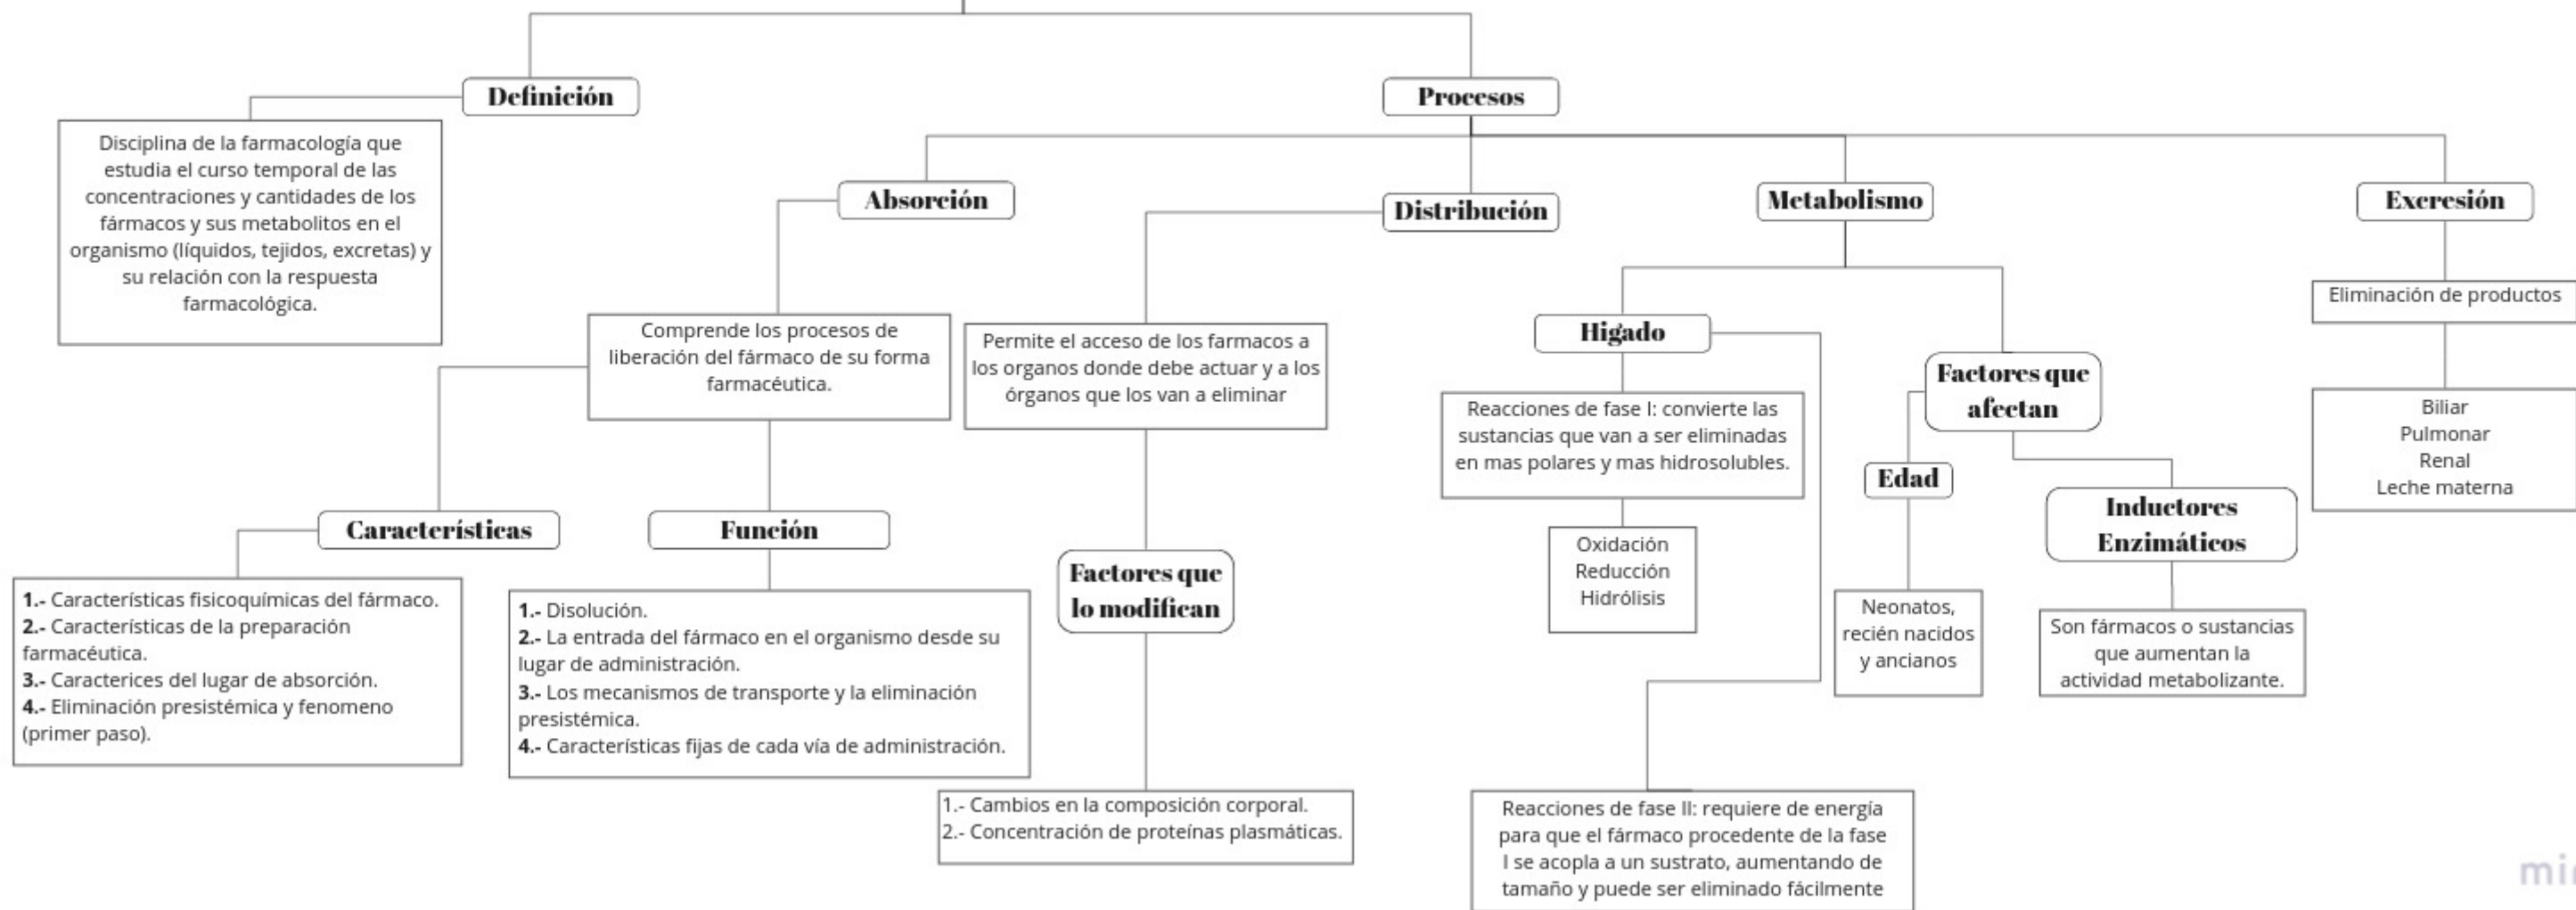 Definición
Procesos
Disciplina de la farmacología que
estudia el curso temporal de las
concentraciones y cantidades de los
fármacos y sus metabolitos en el
organismo (líquidos, tejidos, excretas) y
su relación con la respuesta
farmacológica.
Absorción
Distribución
Metabolismo
Excresión
Comprende los procesos de
liberación del fármaco de su forma
farmacéutica.
Permite el acceso de los farmacos a
los organos donde debe actuar y a los
órganos que los van a eliminar
Higado
Factores que
afectan
Eliminación de productos
Biliar
Pulmonar
Renal
Leche materna
Reacciones de fase I: convierte las
sustancias que van a ser eliminadas
en mas polares y mas hidrosolubles.
Edad
Inductores
Enzimáticos
Características
Función
Factores que
lo modifican
Oxidación
Reducción
Hidrólisis
Neonatos,
recién nacidos
y ancianos
Son fármacos o sustancias
que aumentan la
actividad metabolizante.
1.- Características fisicoquímicas del fármaco.
2.- Características de la preparación
farmacéutica.
3.- Caracterices del lugar de absorción.
4.- Eliminación presistémica y fenomeno
(primer paso).
1.- Disolución.
2.- La entrada del fármaco en el organismo desde su
lugar de administración.
3.- Los mecanismos de transporte y la eliminación
presistémica.
4.- Características fijas de cada vía de administración.
1.- Cambios en la composición corporal.
2.- Concentración de proteínas plasmáticas.
Reacciones de fase II: requiere de energía
para que el fármaco procedente de la fase
I se acopla a un sustrato, aumentando de
tamaño y puede ser eliminado fácilmente